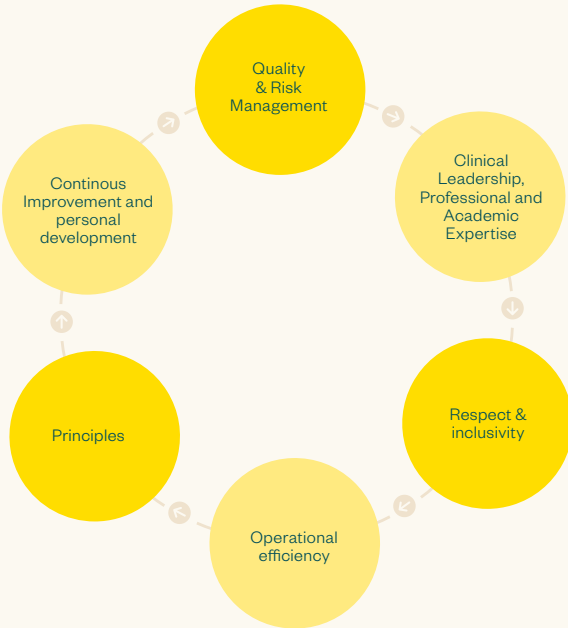 Quality
& Risk
Management
Clinical
Leadership,
Professional and
Academic
Expertise
Respect &
inclusivity
Operational
efficiency
Principles
Continous
Improvement and
personal
development